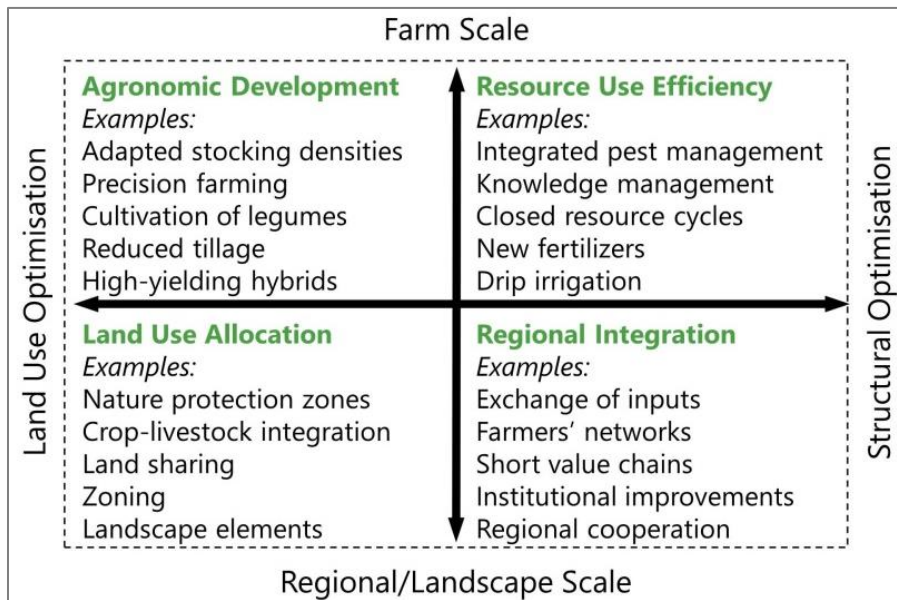 Farm Scale
Land Use Optimisation
Agronomic Development
Examples:
Adapted stocking densities
Precision farming
Cultivation of legumes
Reduced tillage
High-yielding hybrids
Resource Use Efficiency
Examples:
Integrated pest management
Knowledge management
Closed resource cycles
New fertilizers
Drip irrigation
Structural Optimisation
Land Use Allocation
Examples:
Nature protection zones
Crop-livestock integration
Land sharing
Zoning
Landscape elements
Regional Integration
Examples:
Exchange of inputs
Farmers’ networks
Short value chains
Institutional improvements
Regional cooperation
Regional/Landscape Scale